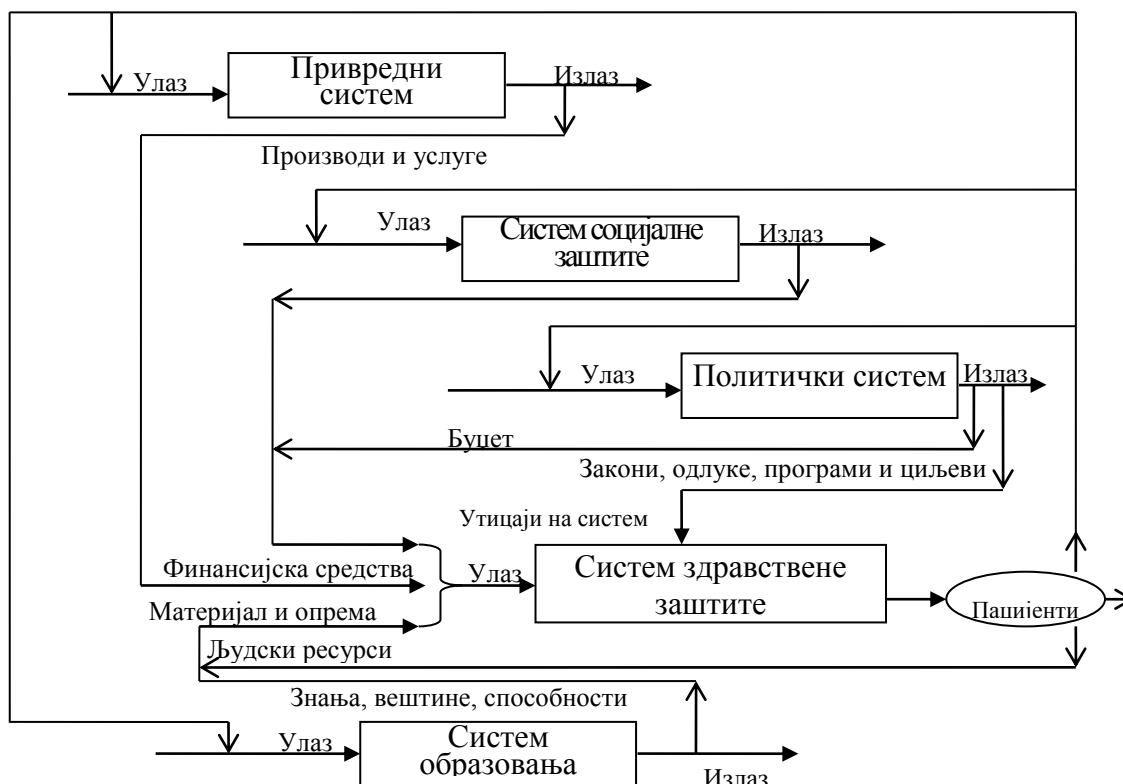 Улаз
Привредни
систем
Излаз
Производи и услуге
Улаз
Систем социјалне
заштите
Излаз
Улаз
Политички систем
Излаз
Буџет
Закони, одлуке, програми и циљеви
Утицаји на систем
Финансијска средства
Улаз
Систем здравствене
заштите
Пацијенти
Материјал и опрема
Људски ресурси
Знања, вештине, способности
Улаз
Систем
образовања
Излаз